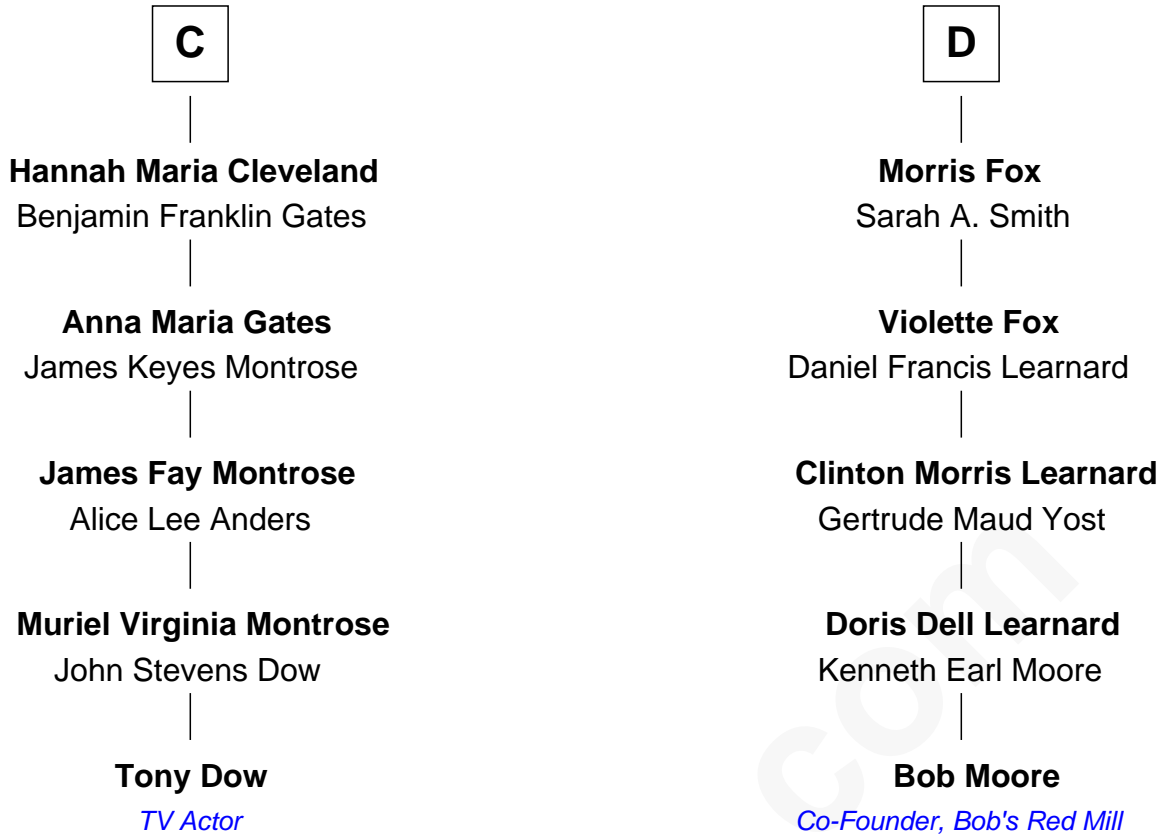 C
Hannah Maria Cleveland
Benjamin Franklin Gates
Anna Maria Gates
James Keyes Montrose
James Fay Montrose
Alice Lee Anders
Muriel Virginia Montrose
John Stevens Dow
Tony Dow
TV Actor
D
Morris Fox
Sarah A. Smith
Violette Fox
Daniel Francis Learnard
Clinton Morris Learnard
Gertrude Maud Yost
Doris Dell Learnard
Kenneth Earl Moore
Bob Moore
Co-Founder, Bob's Red Mill
com